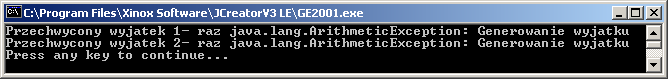 C:\Program Files\Xinox Software\JCreatorV3 LE\GE2001.exe
Przechwycony wyjatek 1- raz java.lang.ArithmeticException: Generowanie wyjatku
Przechwycony wyjatek 2- raz java.lang.ArithmeticException: Generowanie wyjatku
Press any key to continue...